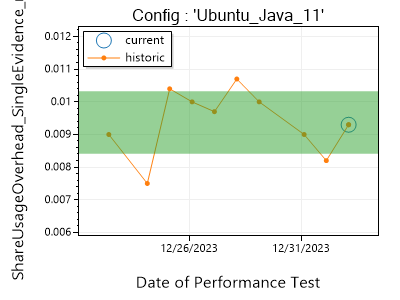 Config : 'Ubuntu_Java_11'
current
historic
0.012
0.011
0.01
0.009
0.008
0.007
0.006
12/26/2023
12/31/2023
Date of Performance Test
ShareUsageOverhead_SingleEvidence_